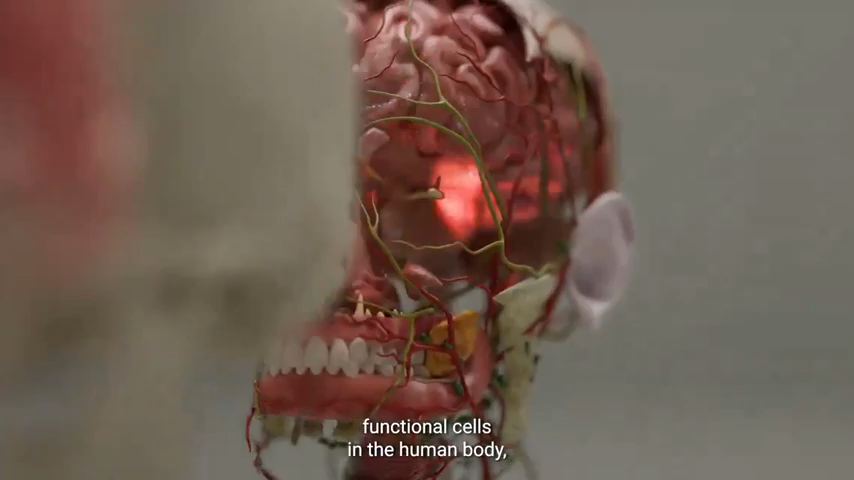 functional cells
in the human body,